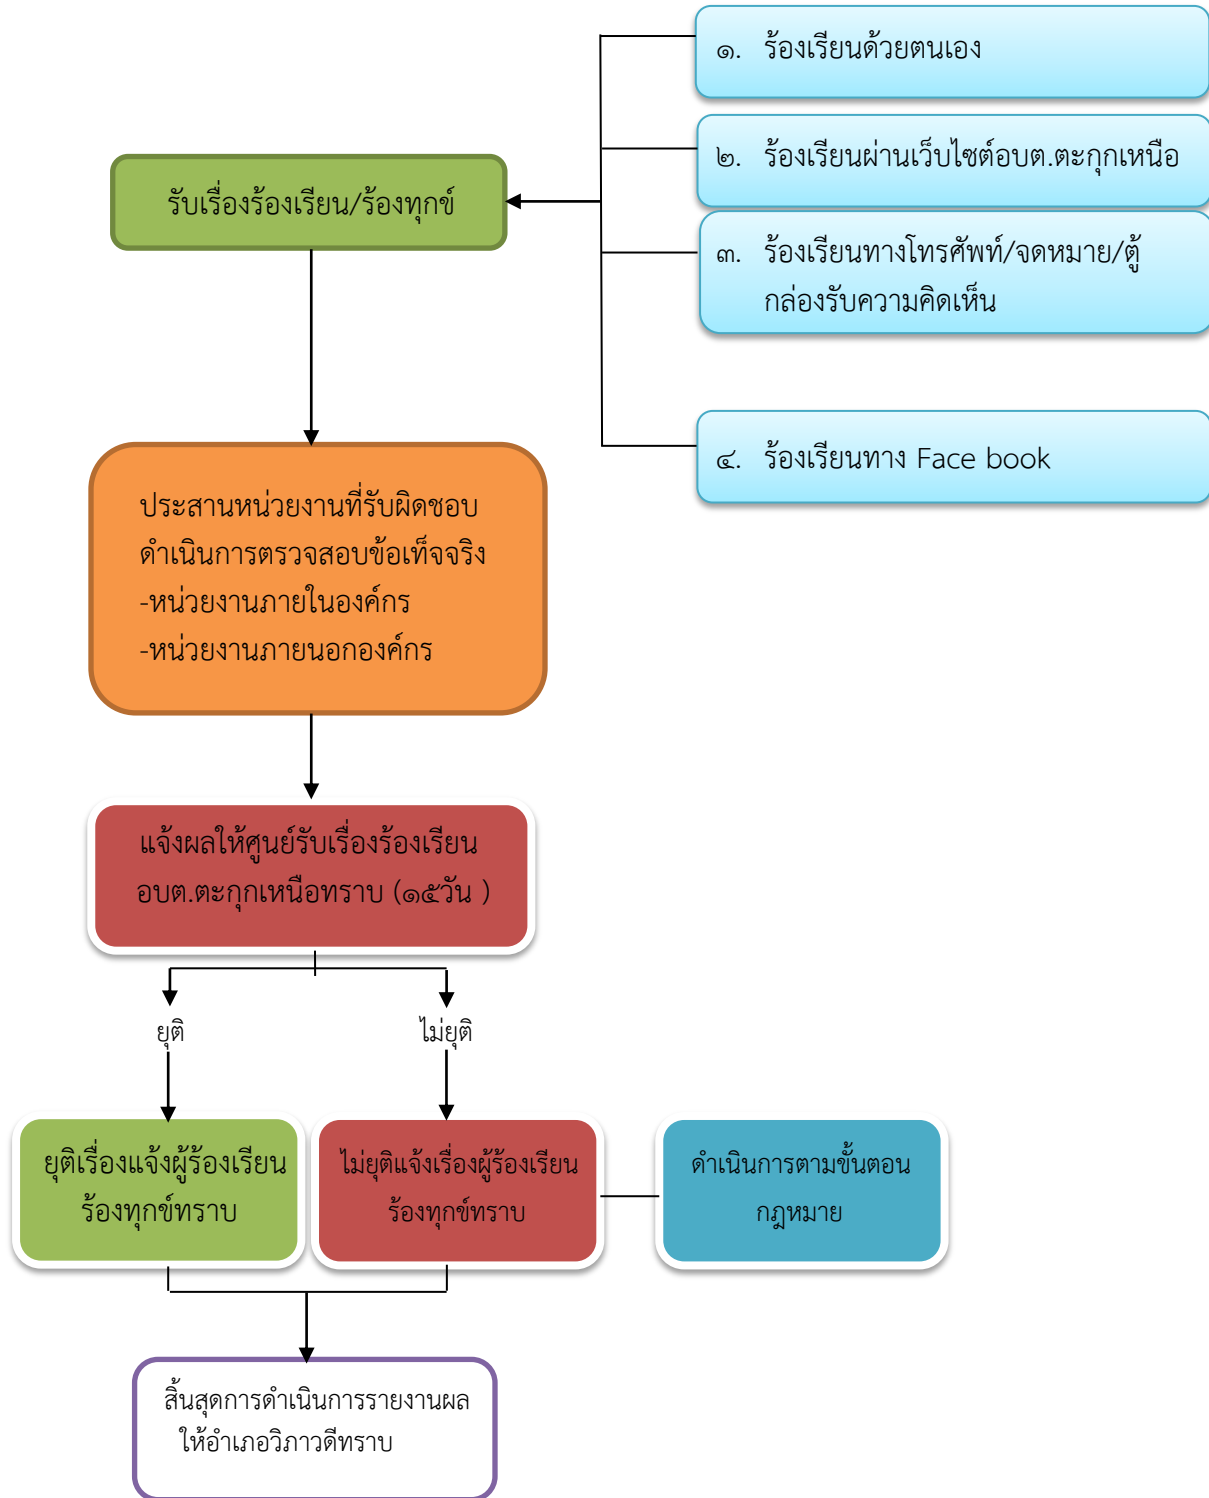 ๑. ร้องเรียนด้วยตนเอง
๒. ร้องเรียนผ่านเว็บไซต์อบต.ตะกุกเหนือ
รับเรื่องร้องเรียน/ร้องทุกข์
๓. ร้องเรียนทางโทรศัพท์/จดหมาย/ตู้
กล่องรับความคิดเห็น
๔. ร้องเรียนทาง Face book
ประสานหน่วยงานที่รับผิดชอบ
ดำเนินการตรวจสอบข้อเท็จจริง
-หน่วยงานภายในองค์กร
-หน่วยงานภายนอกองค์กร
แจ้งผลให้ศูนย์รับเรื่องร้องเรียน
อบต.ตะกุกเหนือทราบ (๑๕วัน )
ยุติ
ไม่ยุติ
ยุติเรื่องแจ้งผู้ร้องเรียน
ร้องทุกข์ทราบ
ไม่ยุติแจ้งเรื่องผู้ร้องเรียน
ร้องทุกข์ทราบ
ดำเนินการตามขั้นตอน
กฎหมาย
สิ้นสุดการดำเนินการรายงานผล
ให้อำเภอวิภาวดีทราบ